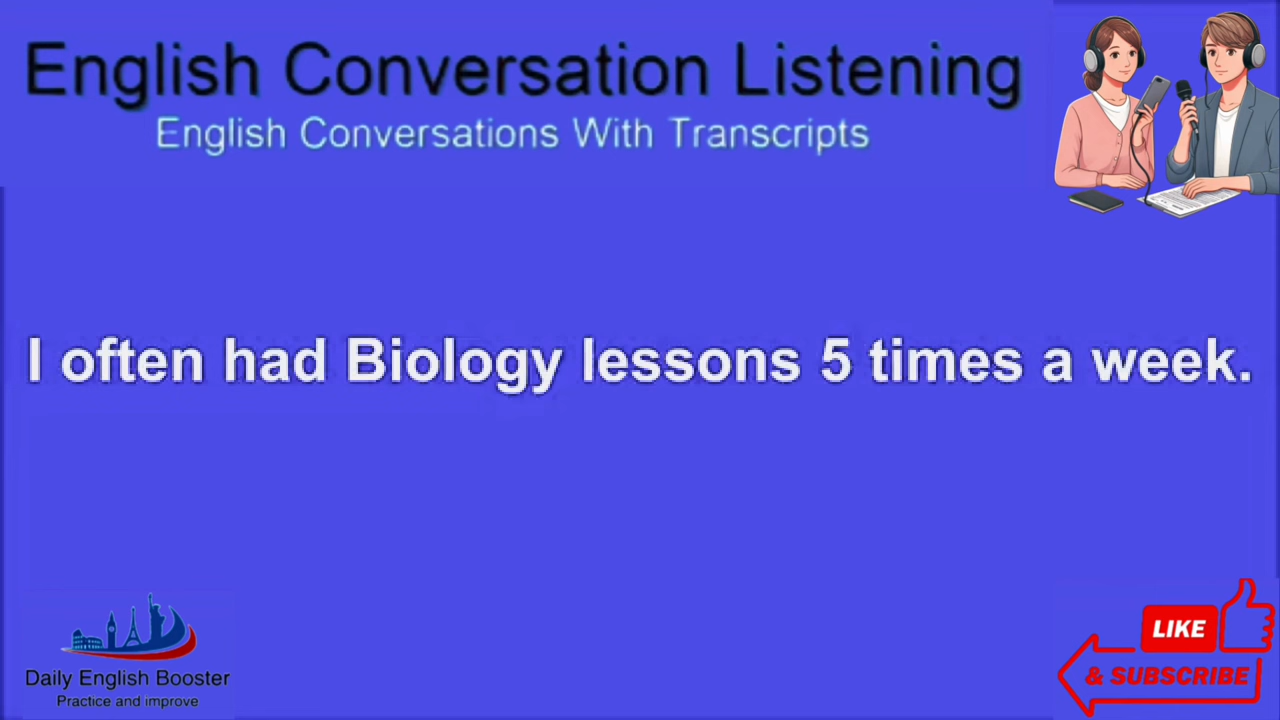 English Conversation Listening
English Conversations With Transcripts
I often had Biology lessons 5 times a week.
Daily English Booster
Practice and improve
LIKE
& SUBSCRIBE